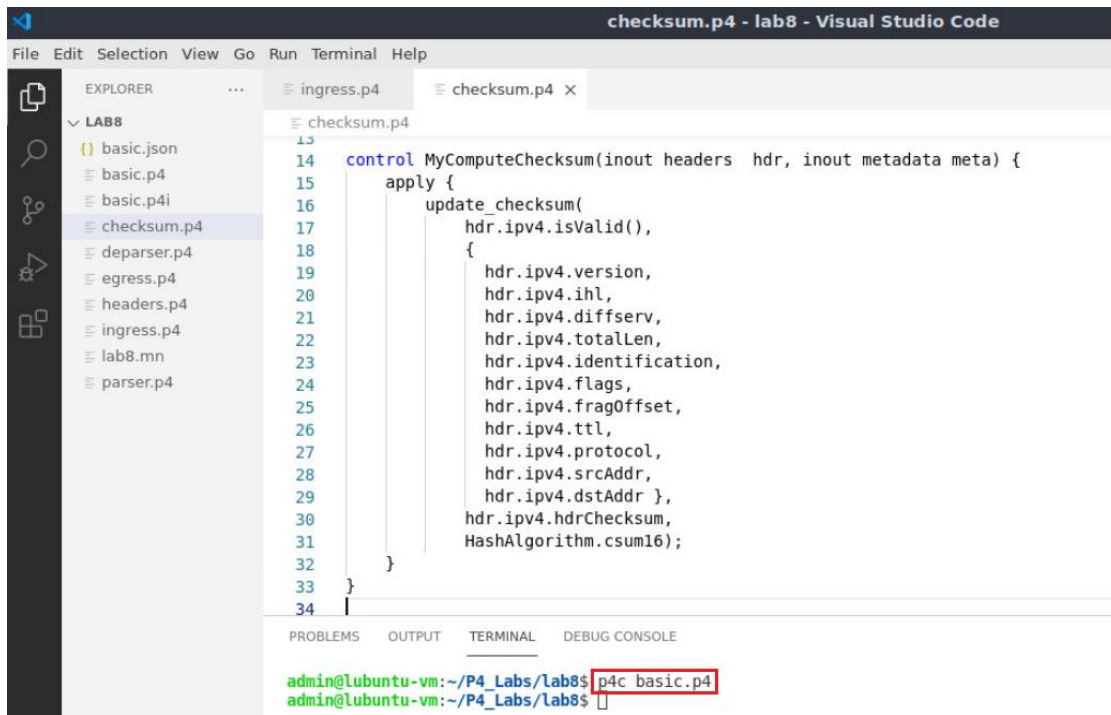 checksum.p4 - lab8 - Visual Studio Code
File Edit Selection View Go Run Terminal Help
EXPLORER ...
ingress.p4 checksum.p4 ×
LAB8
{} basic.json
basic.p4
basic.p4i
checksum.p4
deparser.p4
egress.p4
headers.p4
ingress.p4
lab8.mn
parser.p4
checksum.p4
13
14 control MyComputeChecksum(inout headers  hdr, inout metadata meta) {
15     apply {
16         update_checksum(
17             hdr.ipv4.isValid(),
18             {
19               hdr.ipv4.version,
20               hdr.ipv4.ihl,
21               hdr.ipv4.diffserv,
22               hdr.ipv4.totalLen,
23               hdr.ipv4.identification,
24               hdr.ipv4.flags,
25               hdr.ipv4.fragOffset,
26               hdr.ipv4.ttl,
27               hdr.ipv4.protocol,
28               hdr.ipv4.srcAddr,
29               hdr.ipv4.dstAddr },
30             hdr.ipv4.hdrChecksum,
31             HashAlgorithm.csum16);
32     }
33 }
34
PROBLEMS OUTPUT TERMINAL DEBUG CONSOLE
admin@lubuntu-vm:~/P4_Labs/lab8$ p4c basic.p4
admin@lubuntu-vm:~/P4_Labs/lab8$